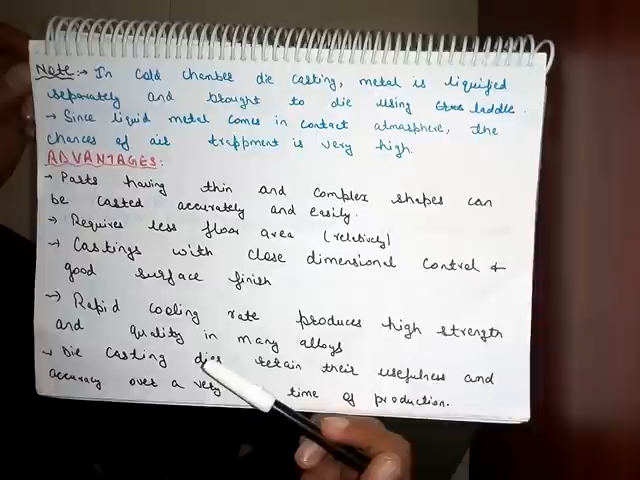 Note :→ In Cold Chamber die casting, metal is liquified
separately and brought to die using laddle.
→ Since liquid metal comes in contact atmosphere, the
chances of air trappment is very high.
ADVANTAGES:
→ Parts having thin and complex shapes can
be casted accurately and easily.
→ Requires less floor area (relatively)
→ Castings with close dimensional control &
good surface finish
→ Rapid cooling rate produces high strength
and quality in many alloys
→ Die casting dies retain their usefulness and
accuracy over a very time of production.